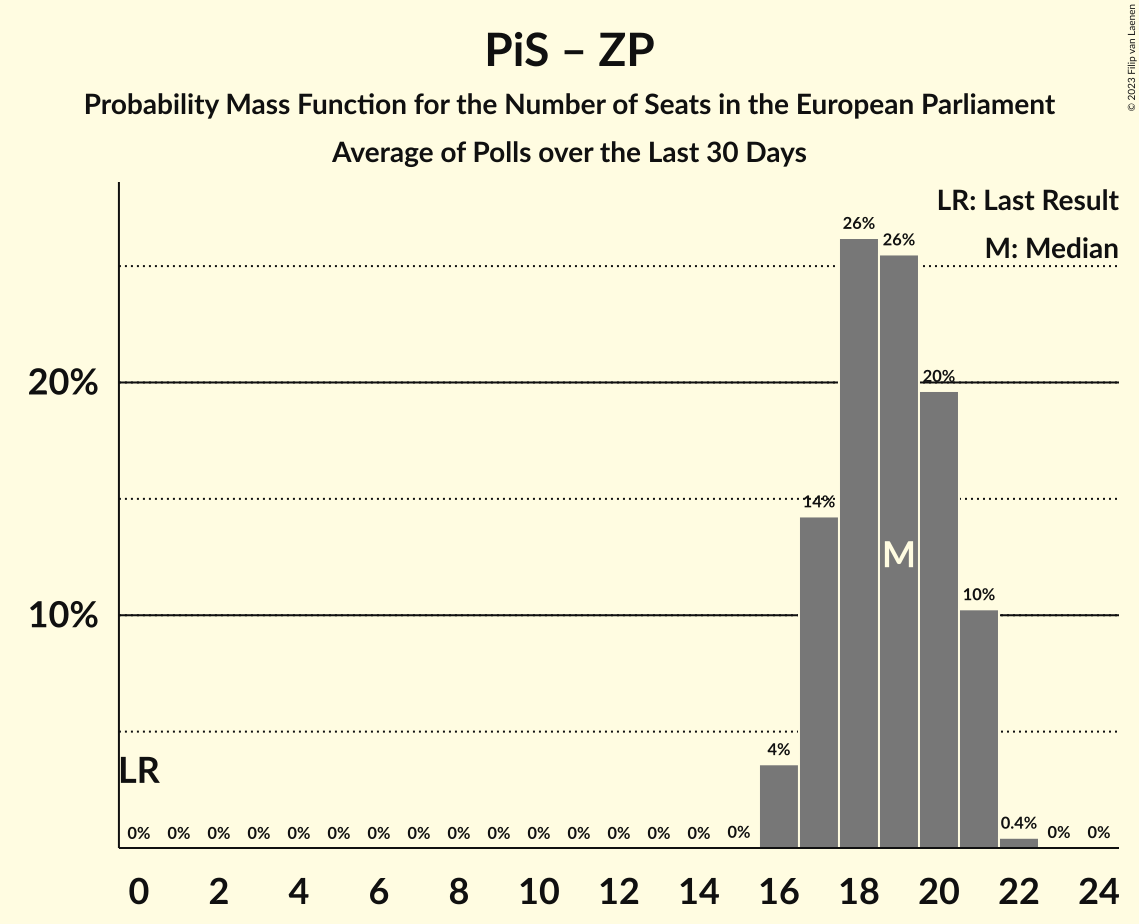 PiS – ZP
Probability Mass Function for the Number of Seats in the European Parliament
Average of Polls over the Last 30 Days
© 2023 Filip van Laenen
LR: Last Result
M: Median
26%
26%
20%
20%
14%
M
10%
10%
4%
LR
0% 0% 0% 0% 0% 0% 0% 0% 0% 0% 0% 0% 0% 0% 0% 0% 0.4% 0% 0%
0 2 4 6 8 10 12 14 16 18 20 22 24